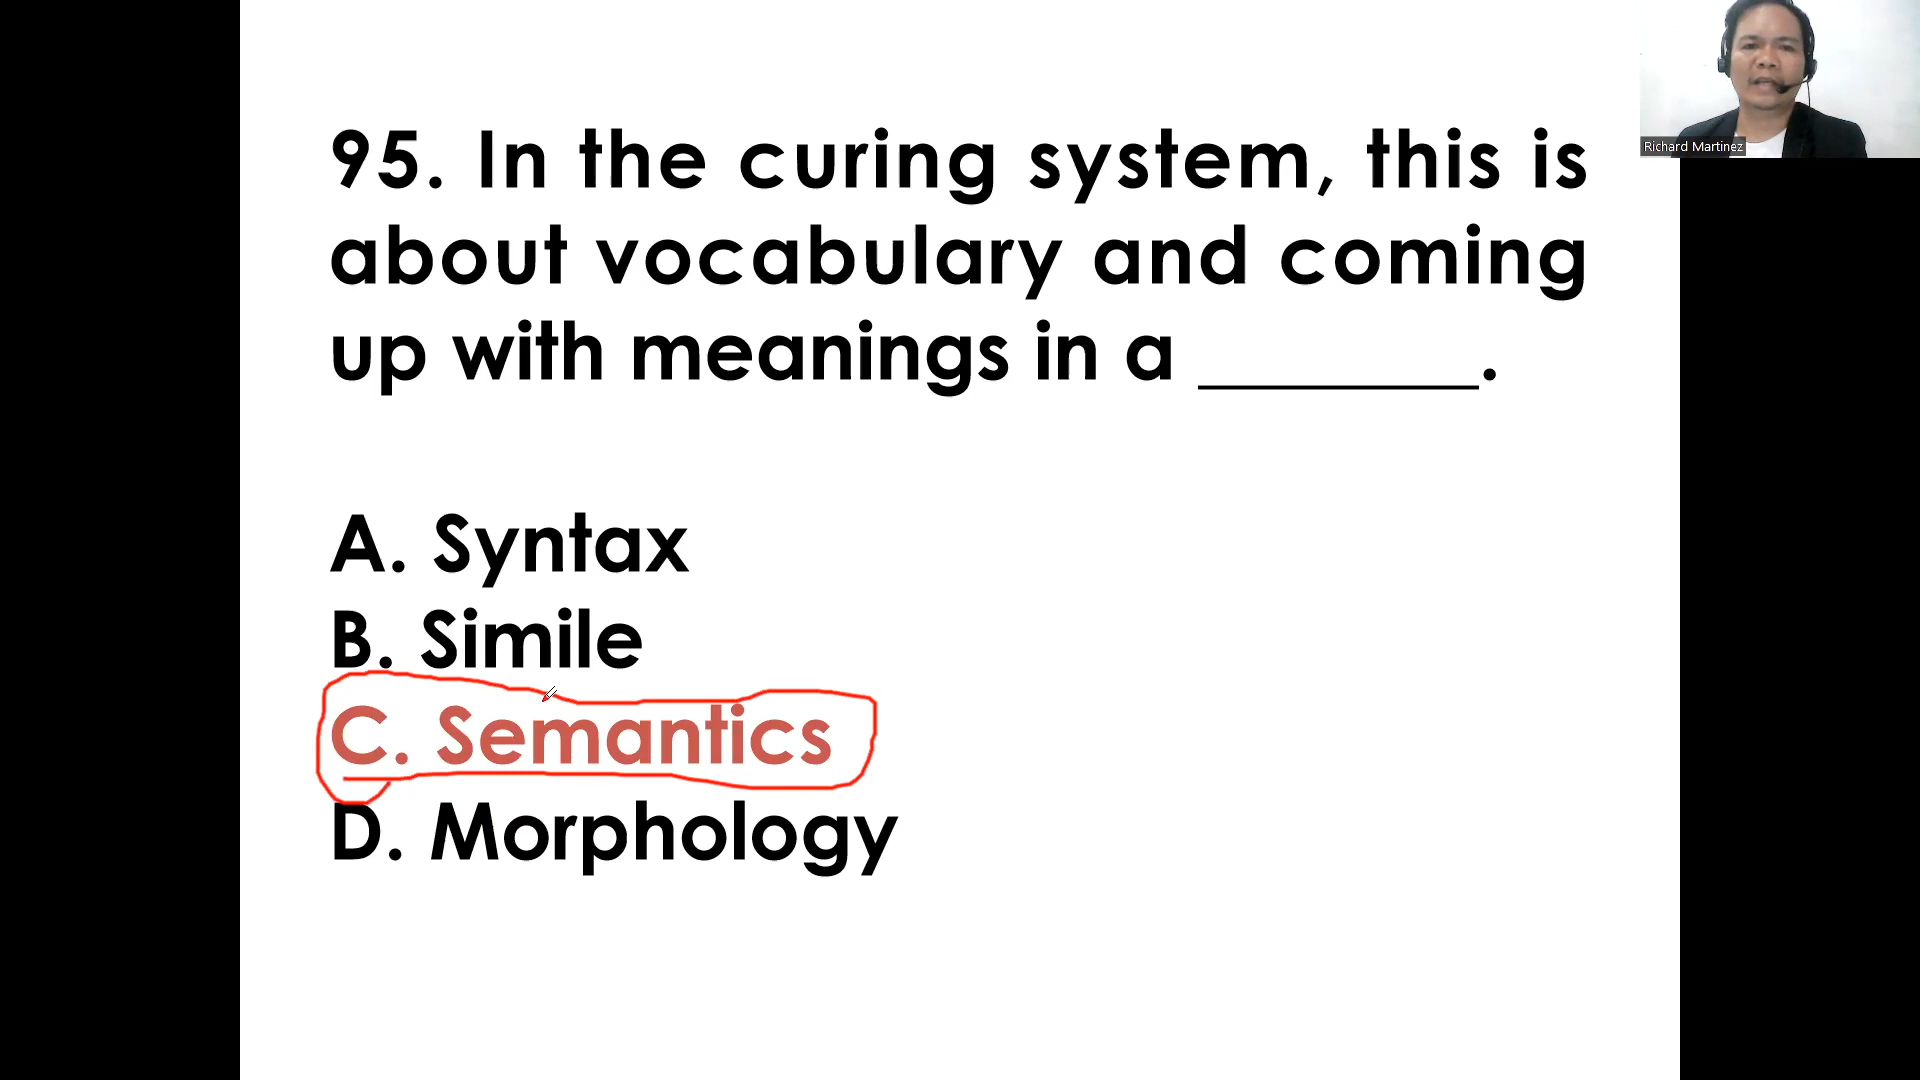 95. In the curing system, this is
about vocabulary and coming
up with meanings in a ________.
A. Syntax
B. Simile
C. Semantics
D. Morphology
Richard Martinez